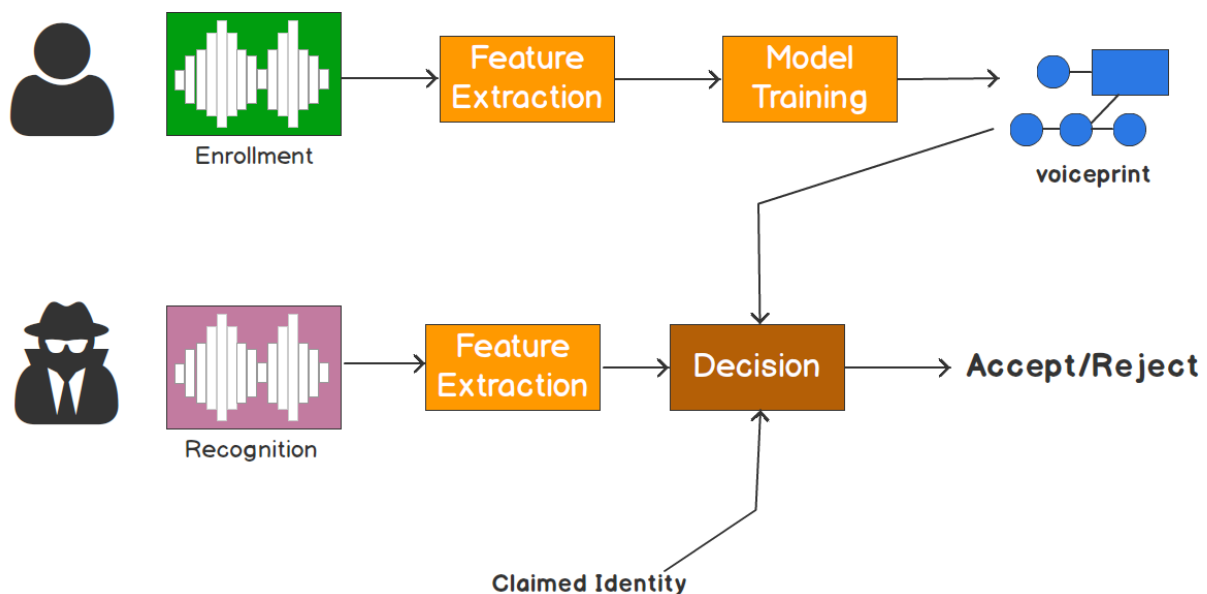 Feature
Extraction
Model
Training
Enrollment
voiceprint
Feature
Extraction
Decision
Accept/Reject
Recognition
Claimed Identity